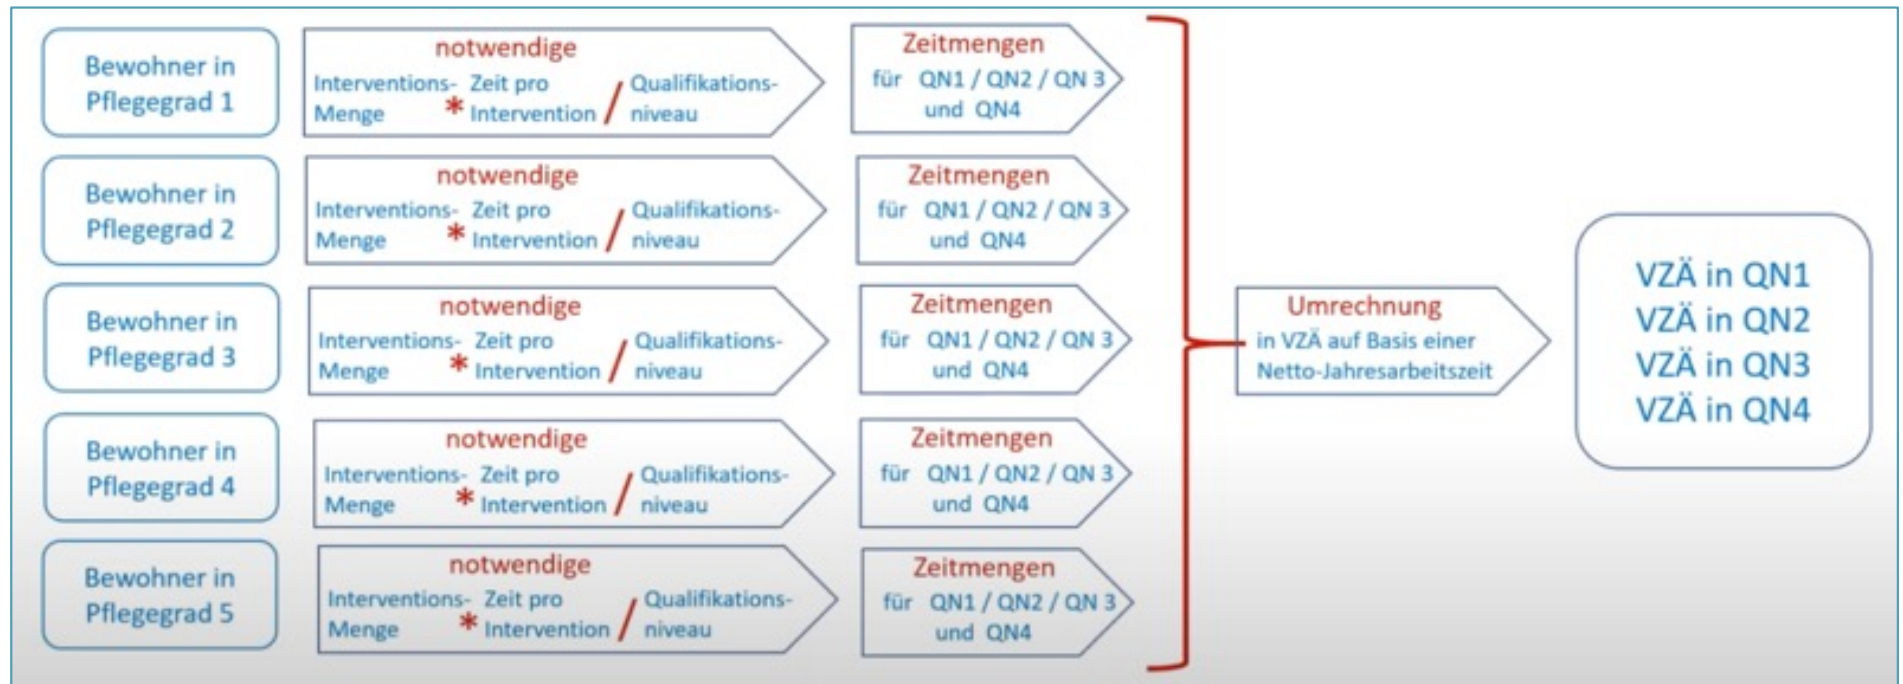 Bewohner in
Pflegegrad 1
notwendige
Interventions- Zeit pro / Qualifikations-
Menge * Intervention niveau
Zeitmengen
für QN1 / QN2 / QN 3
und QN4
Bewohner in
Pflegegrad 2
notwendige
Interventions- Zeit pro / Qualifikations-
Menge * Intervention niveau
Zeitmengen
für QN1 / QN2 / QN 3
und QN4
Bewohner in
Pflegegrad 3
notwendige
Interventions- Zeit pro / Qualifikations-
Menge * Intervention niveau
Zeitmengen
für QN1 / QN2 / QN 3
und QN4
Bewohner in
Pflegegrad 4
notwendige
Interventions- Zeit pro / Qualifikations-
Menge * Intervention niveau
Zeitmengen
für QN1 / QN2 / QN 3
und QN4
Bewohner in
Pflegegrad 5
notwendige
Interventions- Zeit pro / Qualifikations-
Menge * Intervention niveau
Zeitmengen
für QN1 / QN2 / QN 3
und QN4
Umrechnung
in VZÄ auf Basis einer
Netto-Jahresarbeitszeit
VZÄ in QN1
VZÄ in QN2
VZÄ in QN3
VZÄ in QN4